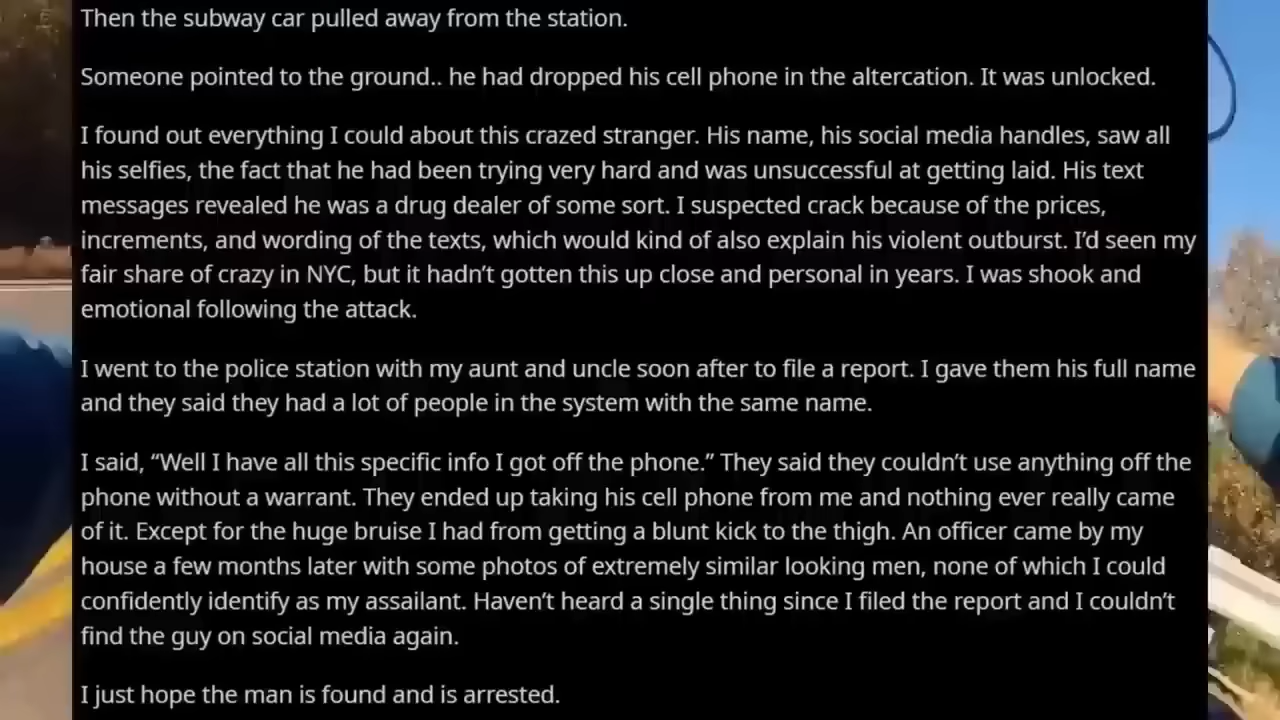 Then the subway car pulled away from the station.
Someone pointed to the ground.. he had dropped his cell phone in the altercation. It was unlocked.
I found out everything I could about this crazed stranger. His name, his social media handles, saw all
his selfies, the fact that he had been trying very hard and was unsuccessful at getting laid. His text
messages revealed he was a drug dealer of some sort. I suspected crack because of the prices,
increments, and wording of the texts, which would kind of also explain his violent outburst. I’d seen my
fair share of crazy in NYC, but it hadn’t gotten this up close and personal in years. I was shook and
emotional following the attack.
I went to the police station with my aunt and uncle soon after to file a report. I gave them his full name
and they said they had a lot of people in the system with the same name.
I said, “Well I have all this specific info I got off the phone.” They said they couldn’t use anything off the
phone without a warrant. They ended up taking his cell phone from me and nothing ever really came
of it. Except for the huge bruise I had from getting a blunt kick to the thigh. An officer came by my
house a few months later with some photos of extremely similar looking men, none of which I could
confidently identify as my assailant. Haven’t heard a single thing since I filed the report and I couldn’t
find the guy on social media again.
I just hope the man is found and is arrested.